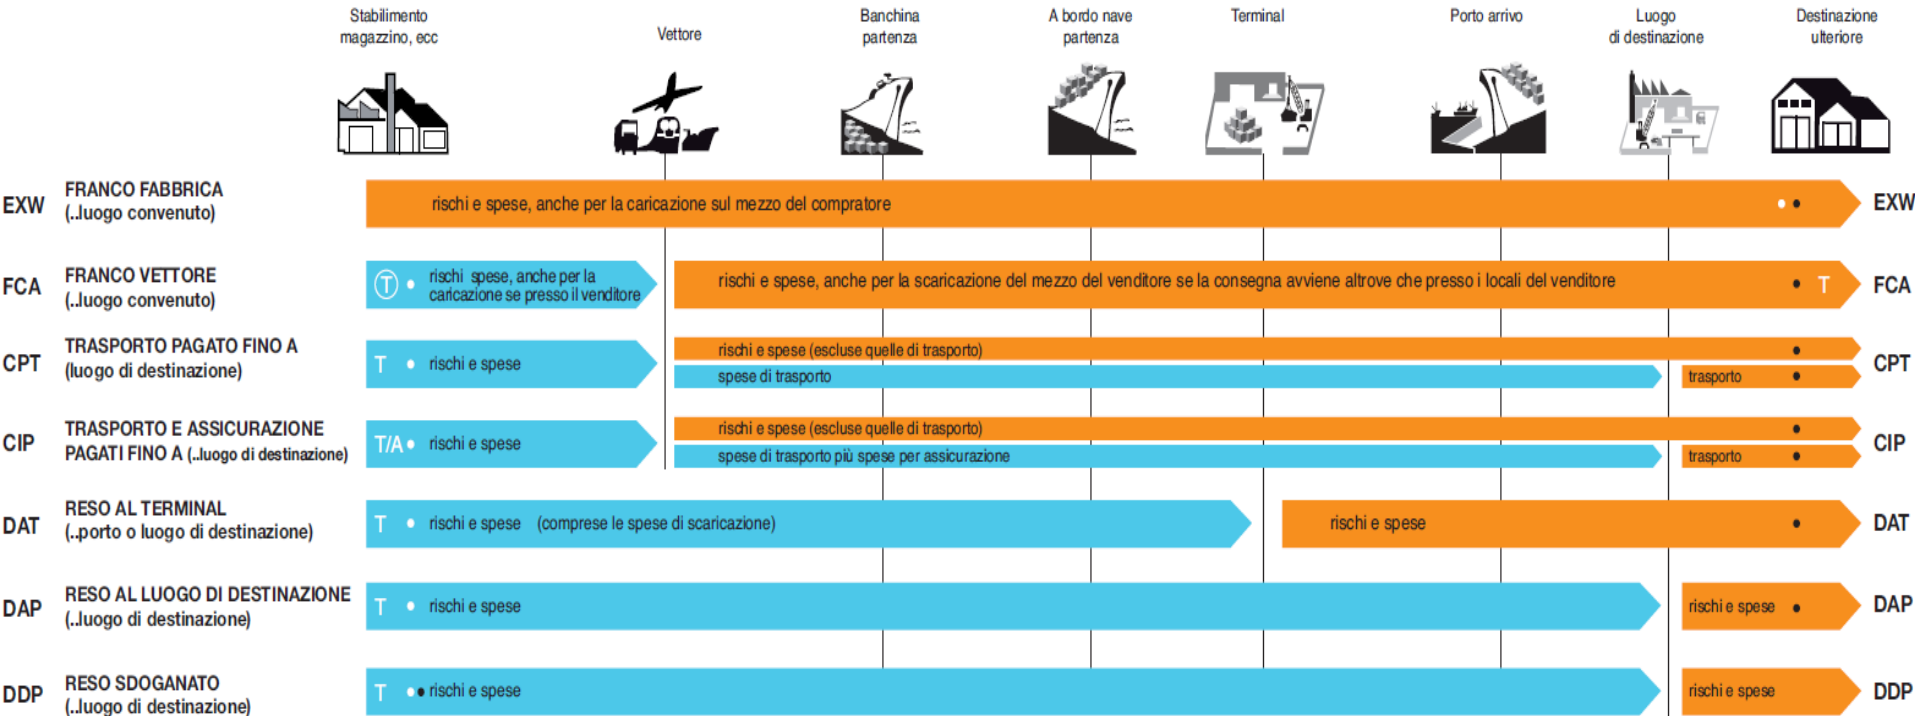 Stabilimento
magazzino, ecc
Vettore
Banchina
partenza
A bordo nave
partenza
Terminal
Porto arrivo
Luogo
di destinazione
Destinazione
ulteriore
EXW
FRANCO FABBRICA
(..luogo convenuto)
rischi e spese, anche per la caricazione sul mezzo del compratore
EXW
FCA
FRANCO VETTORE
(..luogo convenuto)
T
rischi spese, anche per la
caricazione se presso il venditore
rischi e spese, anche per la scaricazione del mezzo del venditore se la consegna avviene altrove che presso i locali del venditore
T
FCA
CPT
TRASPORTO PAGATO FINO A
(luogo di destinazione)
T
rischi e spese
rischi e spese (escluse quelle di trasporto)
spese di trasporto
trasporto
CPT
CIP
TRASPORTO E ASSICURAZIONE
PAGATI FINO A (..luogo di destinazione)
T/A
rischi e spese
rischi e spese (escluse quelle di trasporto)
spese di trasporto più spese per assicurazione
trasporto
CIP
DAT
RESO AL TERMINAL
(..porto o luogo di destinazione)
T
rischi e spese (comprese le spese di scaricazione)
rischi e spese
DAT
DAP
RESO AL LUOGO DI DESTINAZIONE
(..luogo di destinazione)
T
rischi e spese
rischi e spese
DAP
DDP
RESO SDOGANATO
(..luogo di destinazione)
T
rischi e spese
rischi e spese
DDP